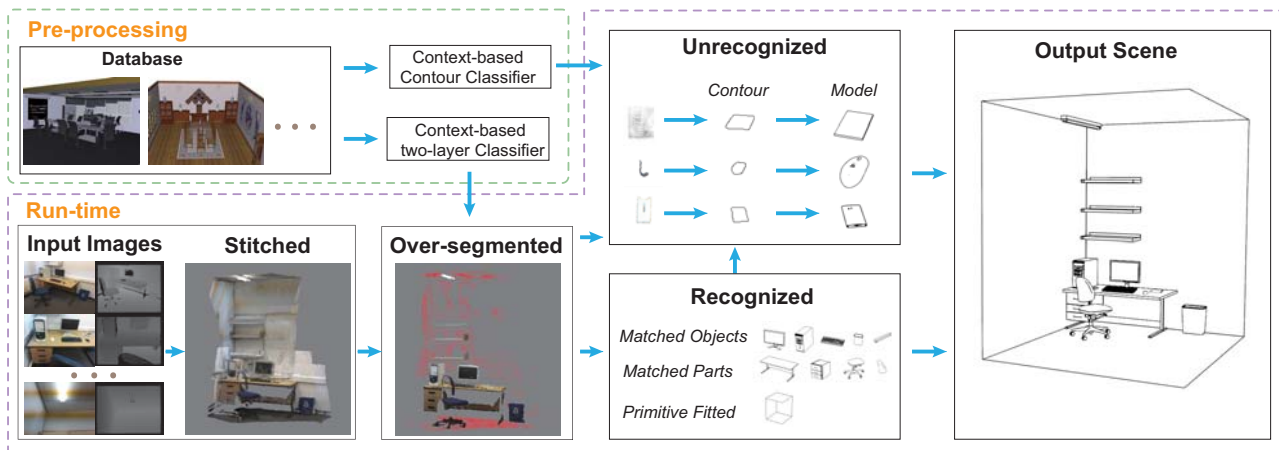 Pre-processing
Database
Context-based
Contour Classifier
Context-based
two-layer Classifier
Run-time
Input Images
Stitched
Over-segmented
Unrecognized
Contour
Model
Recognized
Matched Objects
Matched Parts
Primitive Fitted
Output Scene